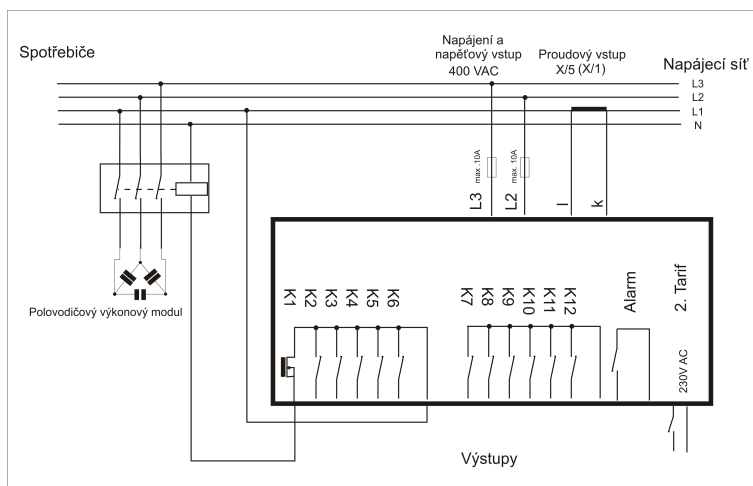 Spotřebiče
Napájení a
napěťový vstup
400 VAC
Proudový vstup
X/5 (X/1)
Napájecí síť
L3
L2
L1
N
max .10A
max .10A
L3
L2
l
k
Polovodičový výkonový modul
K1
K2
K3
K4
K5
K6
K7
K8
K9
K10
K11
K12
Alarm
2. Tarif
230V AC
Výstupy